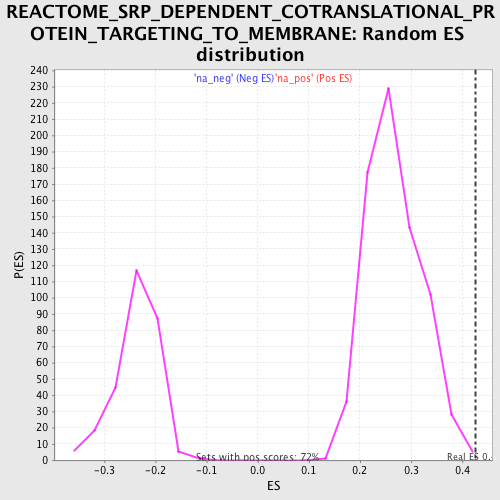 REACTOME_SRP_DEPENDENT_COTRANSLATIONAL_PR
OTEIN_TARGETING_TO_MEMBRANE: Random ES
distribution
'na_neg' (Neg ES) 'na_pos' (Pos ES)
240
230
220
210
200
190
180
170
160
150
140
130
120
110
100
90
80
70
60
50
40
30
20
10
0
P(ES)
Sets with pos scores: 72%
Real ES 0.
-0.3 -0.2 -0.1 0.0 0.1 0.2 0.3 0.4
ES